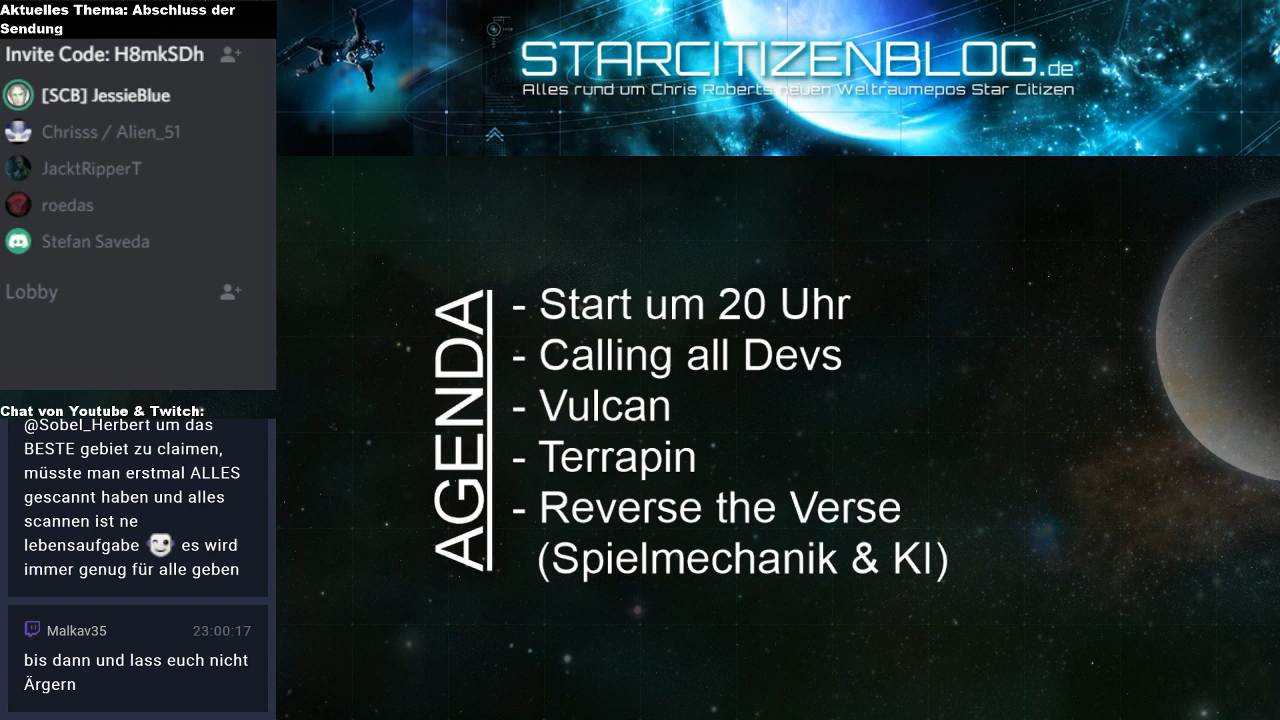 Aktuelles Thema: Abschluss der
Sendung
Invite Code: H8mkSDh
[SCB] JessieBlue
Chrisss / Alien_51
JacktRipperT
roedas
Stefan Saveda
Lobby
Chat von Youtube & Twitch:
@Sobel_Herbert um das
BESTE gebiet zu claimen,
müsste man erstmal ALLES
gescannt haben und alles
scannen ist ne
lebensaufgabe es wird
immer genug für alle geben
Malkav35 23:00:17
bis dann und lass euch nicht
Ärgern
STARCITIZENBLOG.de
Alles rund um Chris Roberts neuen Weltraumepos Star Citizen
AGENDA
- Start um 20 Uhr
- Calling all Devs
- Vulcan
- Terrapin
- Reverse the Verse
(Spielmechanik & KI)